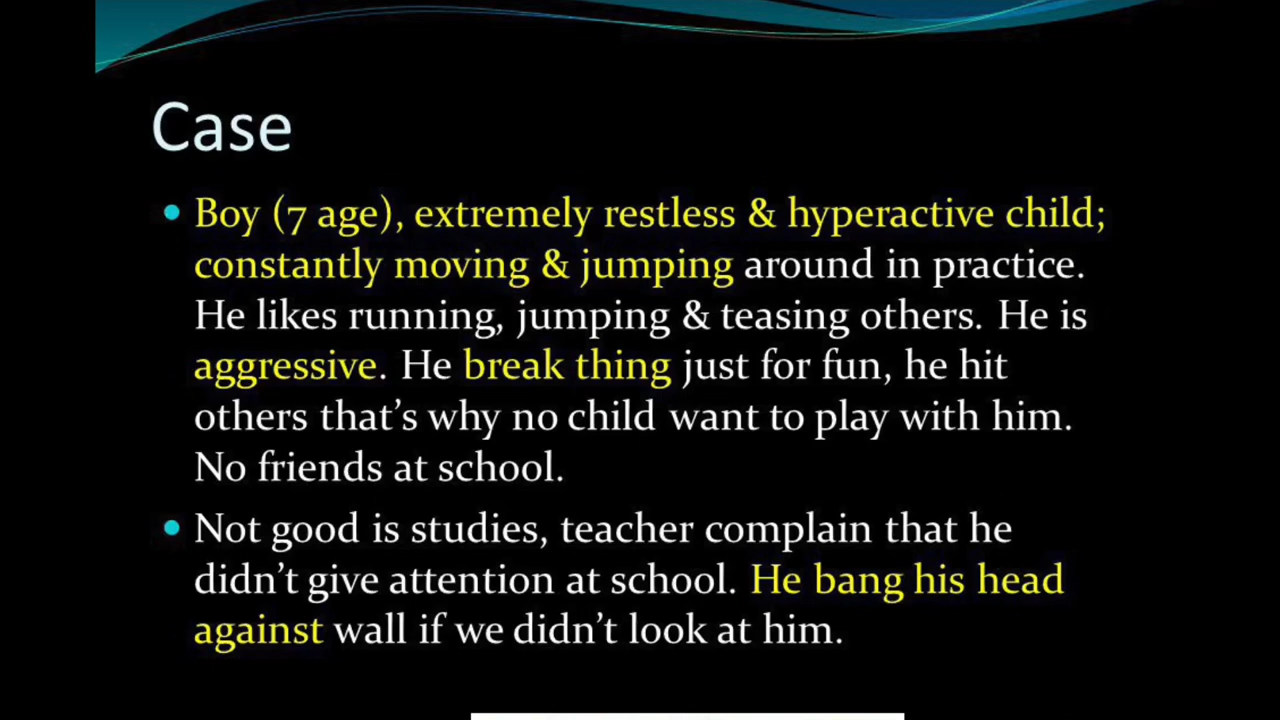 Case
• Boy (7 age), extremely restless & hyperactive child;
constantly moving & jumping around in practice.
He likes running, jumping & teasing others. He is
aggressive. He break thing just for fun, he hit
others that’s why no child want to play with him.
No friends at school.
• Not good is studies, teacher complain that he
didn’t give attention at school. He bang his head
against wall if we didn’t look at him.